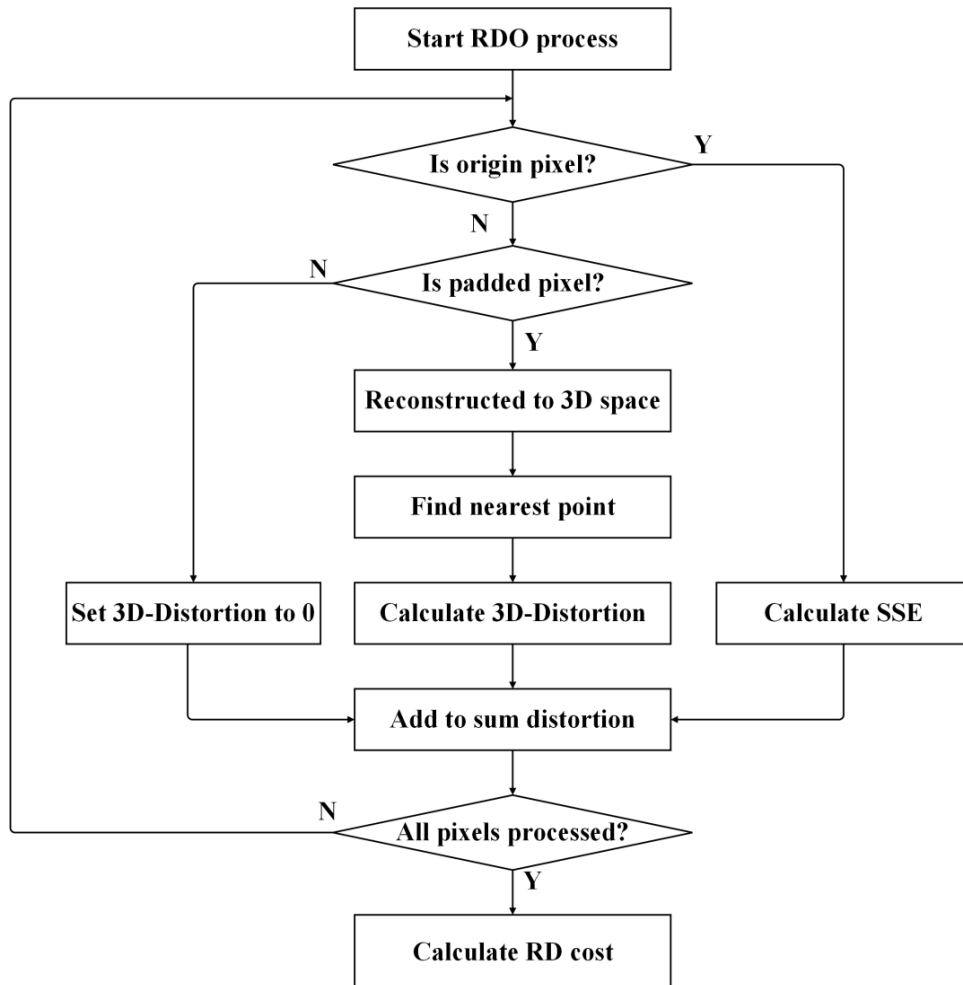 Start RDO process
Is origin pixel?
Y
N
Is padded pixel?
N
Y
Reconstructed to 3D space
Find nearest point
Set 3D-Distortion to 0
Calculate 3D-Distortion
Calculate SSE
Add to sum distortion
N
All pixels processed?
Y
Calculate RD cost